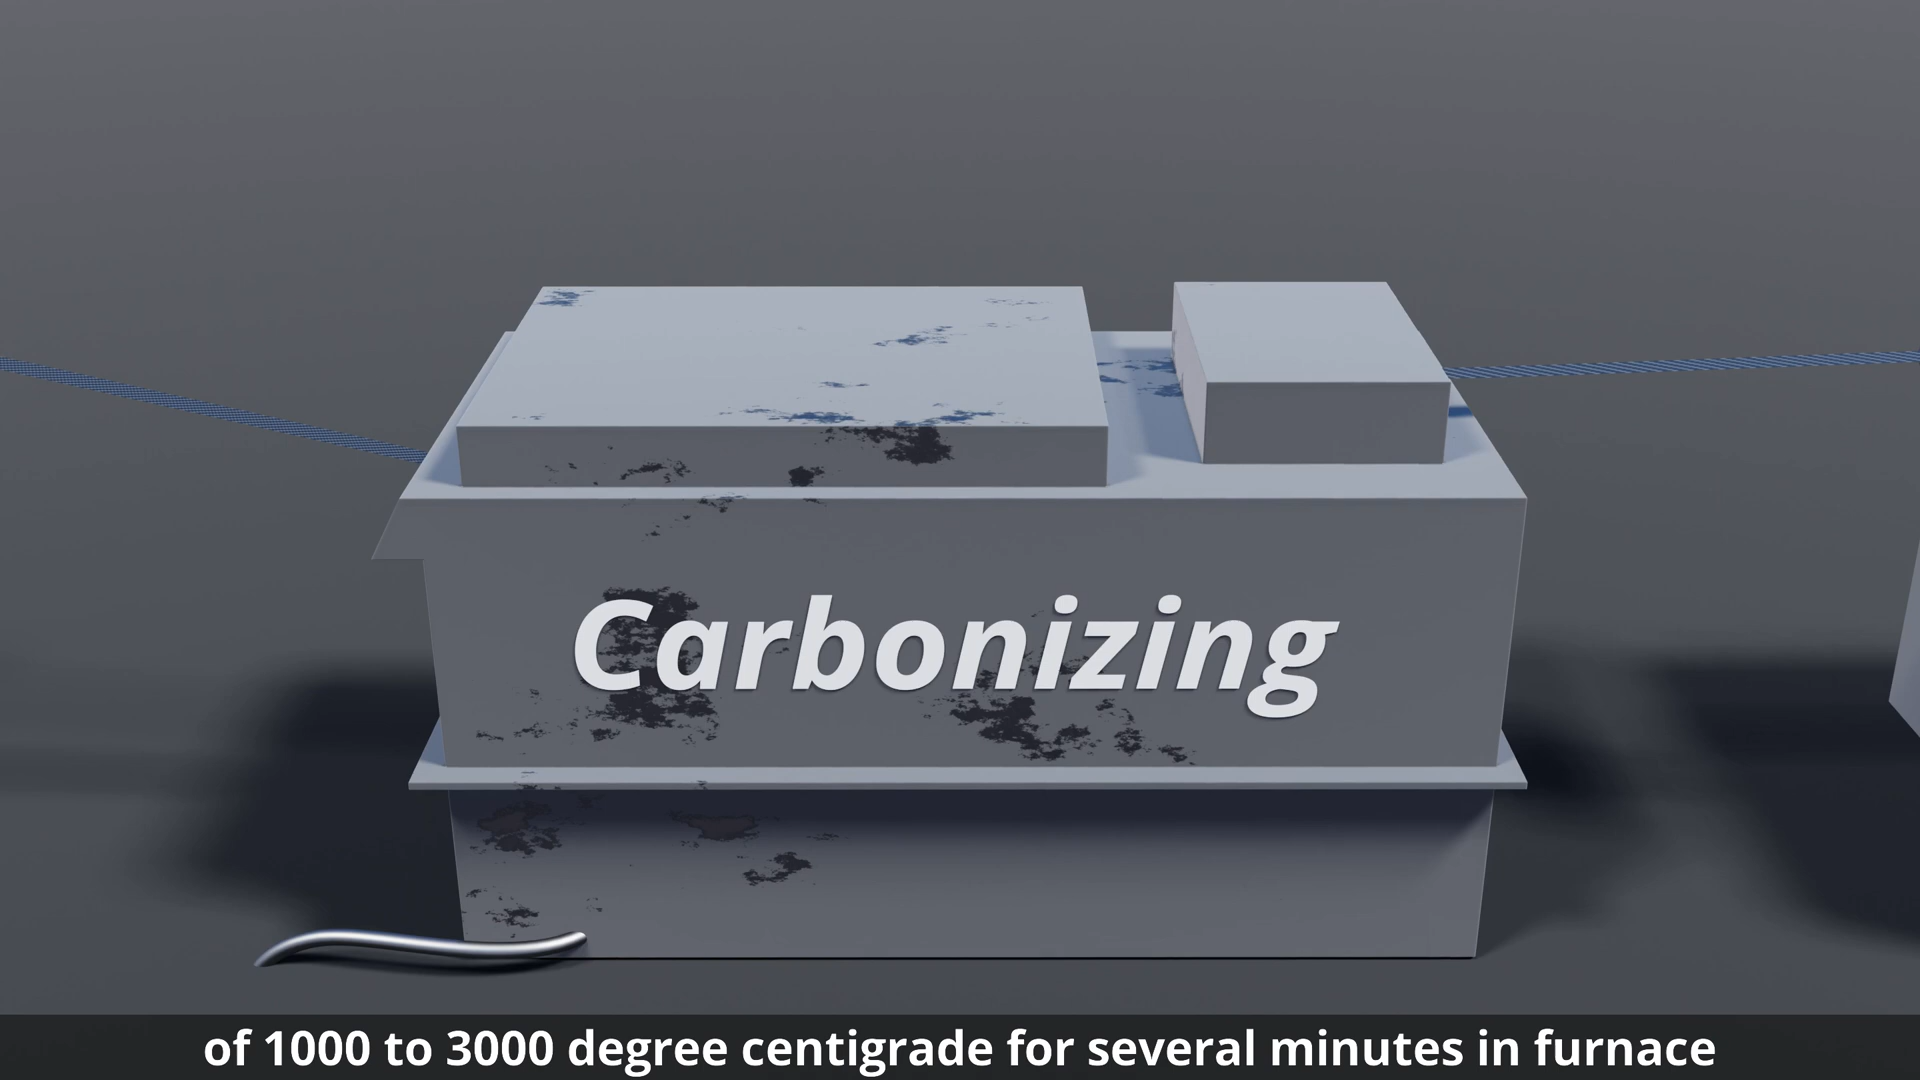 Carbonizing
of 1000 to 3000 degree centigrade for several minutes in furnace